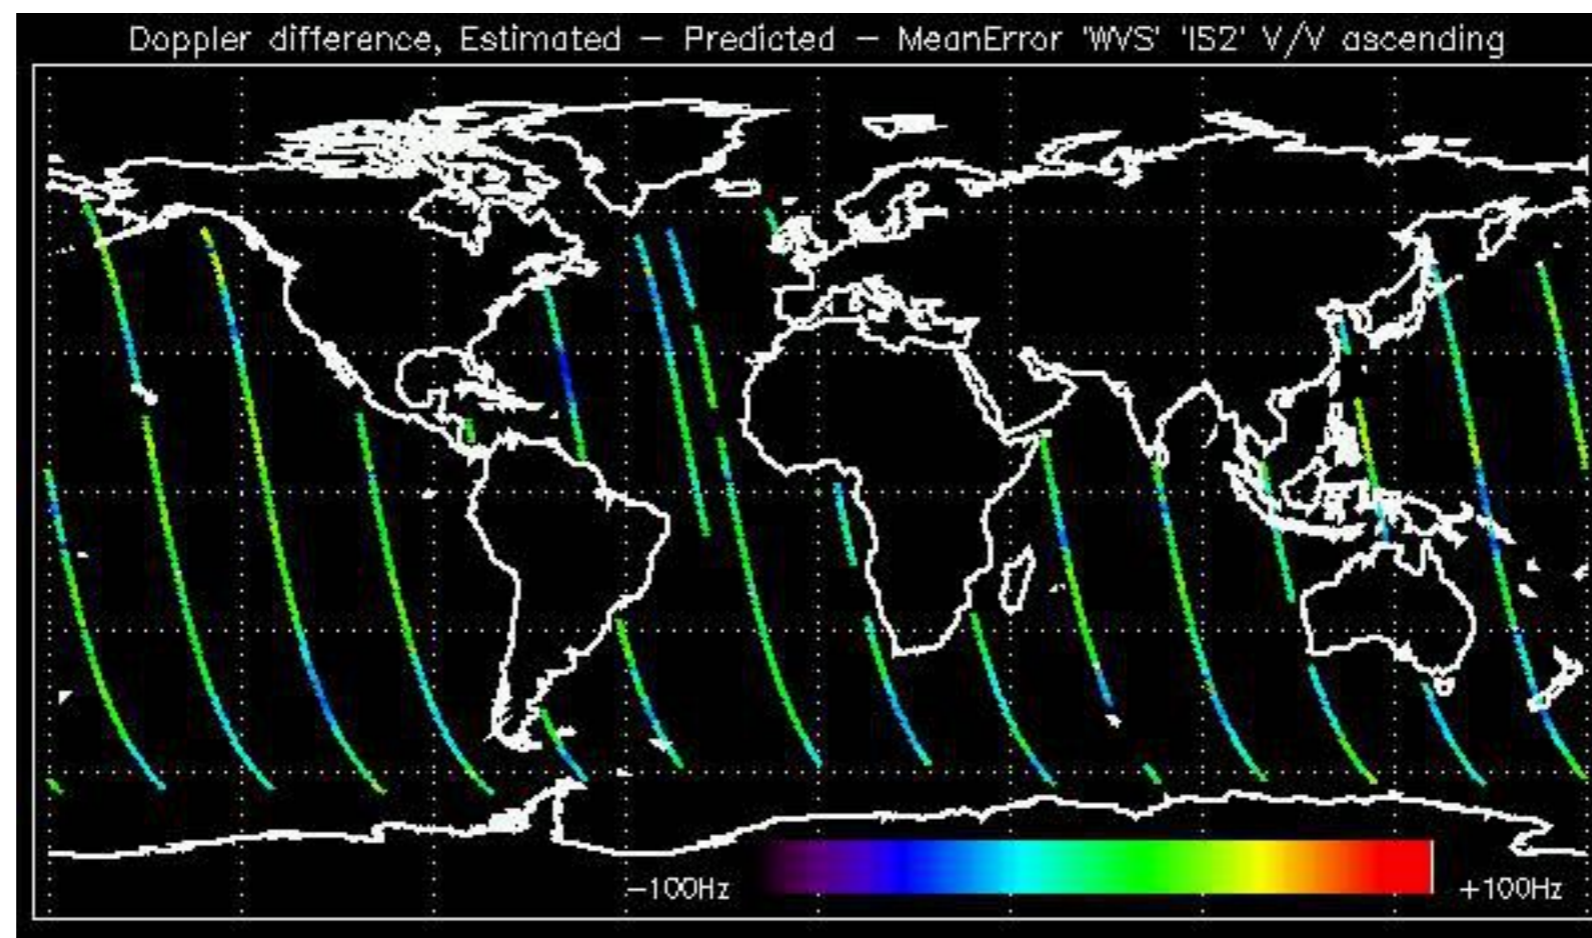 Doppler difference, Estimated - Predicted - MeanError 'WVS' 'IS2' V/V ascending
-100Hz
+100Hz